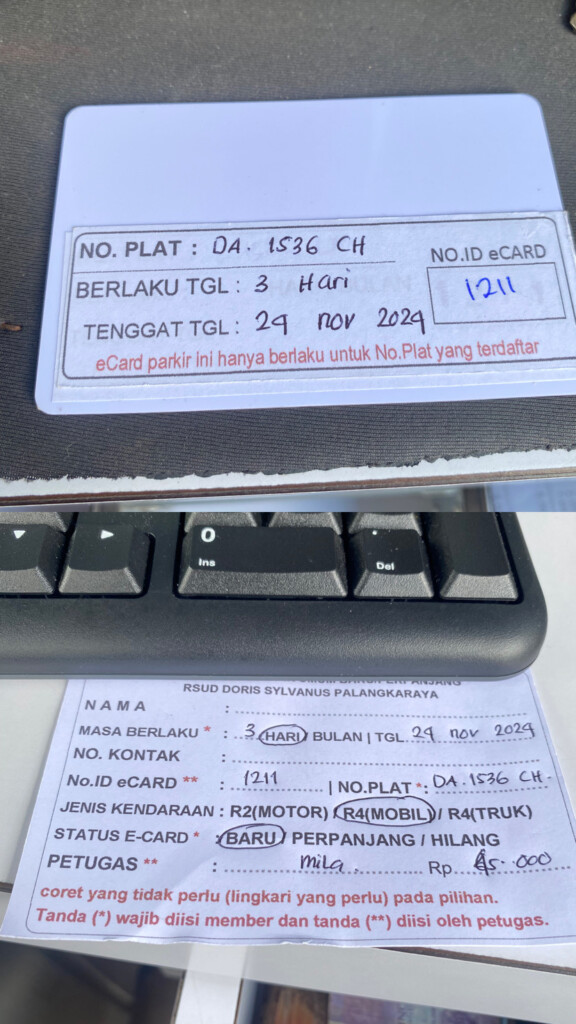 NO. PLAT : DA. 1536 CH
NO.ID eCARD
BERLAKU TGL : 3 Hari
1211
TENGGAT TGL : 29 nov 2024
eCard parkir ini hanya berlaku untuk No.Plat yang terdaftar
0
Ins
.
Del
RSUD DORIS SYLVANUS PALANGKARAYA
NAMA :
MASA BERLAKU * : 3 HARI BULAN | TGL 29 nov 2024
NO. KONTAK :
No.ID eCARD ** : 1211 | NO.PLAT * : DA.1536 CH.
JENIS KENDARAAN : R2(MOTOR) / R4(MOBIL) / R4(TRUK)
STATUS E-CARD * : BARU / PERPANJANG / HILANG
PETUGAS ** : mila. Rp 45.000
coret yang tidak perlu (lingkari yang perlu) pada pilihan.
Tanda (*) wajib diisi member dan tanda (**) diisi oleh petugas.